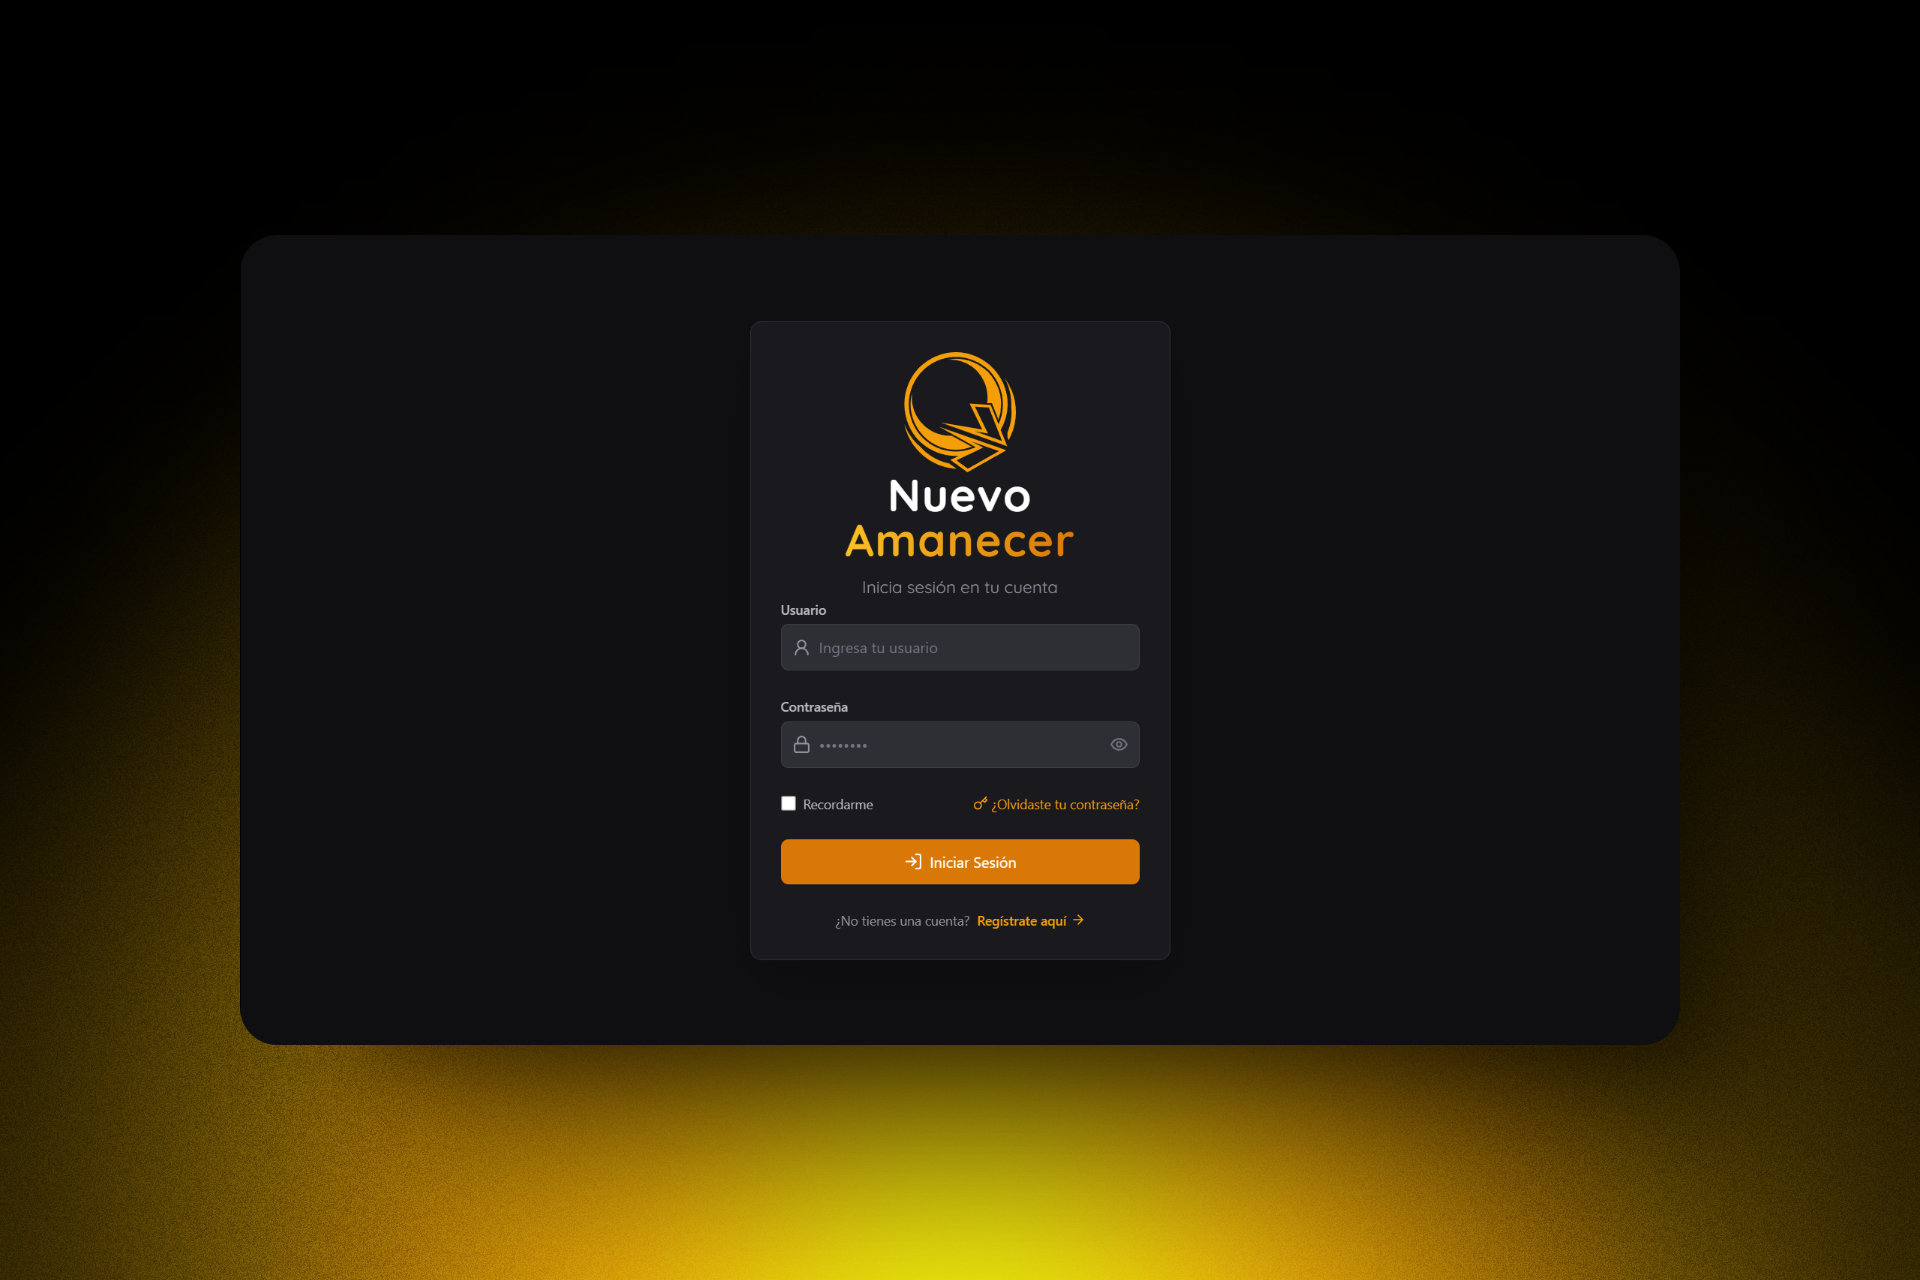 Nuevo
Amanecer
Inicia sesión en tu cuenta
Usuario
Ingresa tu usuario
Contraseña
••••••••
Recordarme
¿Olvidaste tu contraseña?
Iniciar Sesión
¿No tienes una cuenta? Regístrate aquí →